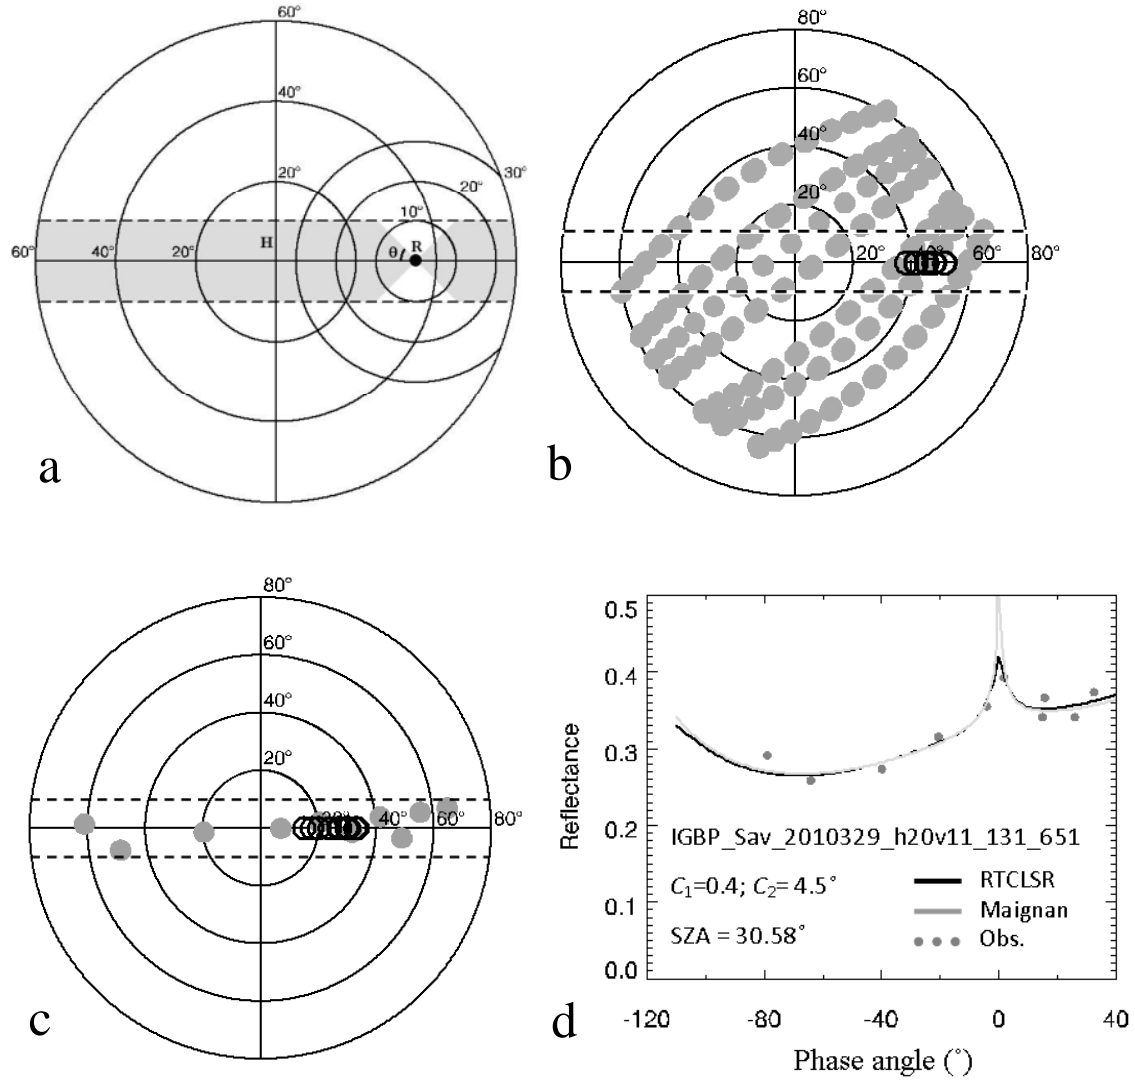 60°
40°
20°
30°
20°
10°
60°
40°
20°
H
R
θf
a
80°
60°
40°
20°
20°
40°
60°
80°
b
80°
60°
40°
20°
20°
40°
60°
80°
c
0.5
0.4
0.3
0.2
0.1
0.0
Reflectance
IGBP_Sav_2010329_h20v11_131_651
C1=0.4; C2= 4.5°
SZA = 30.58°
RTCLSR
Maignan
Obs.
-120
-80
-40
0
40
Phase angle (°)
d